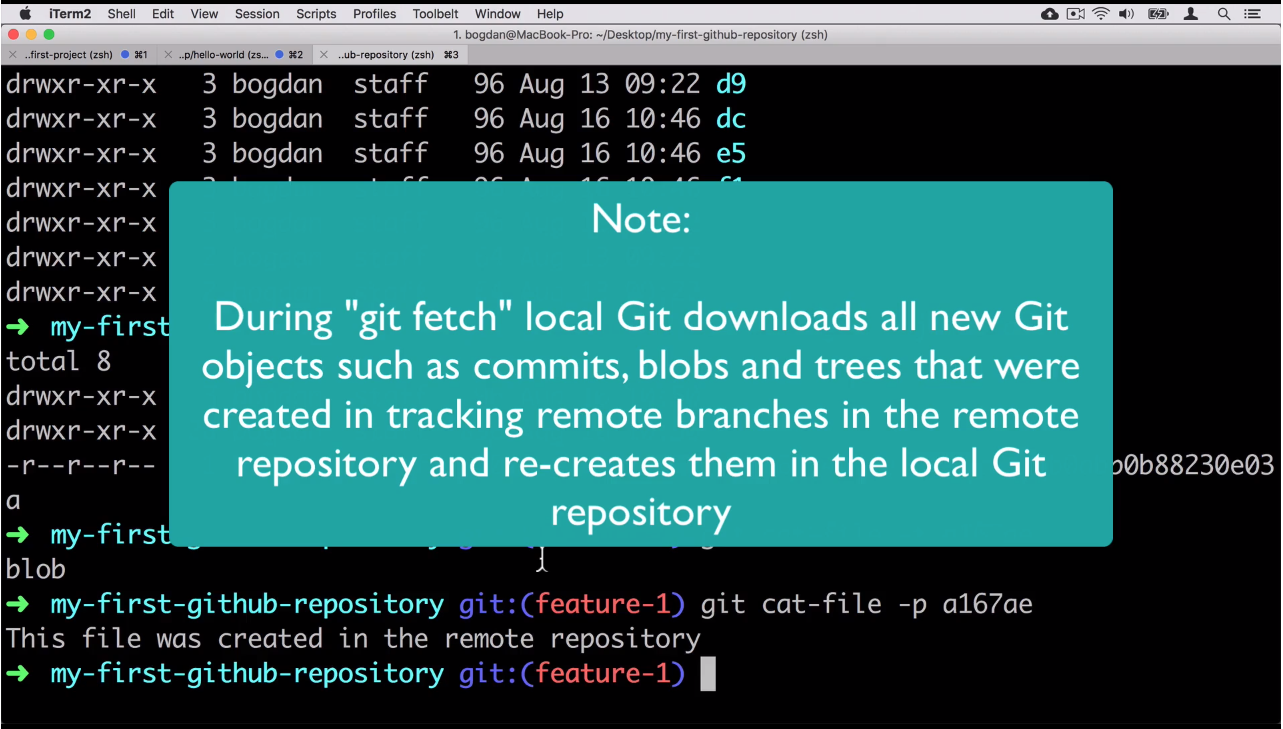 iTerm2 Shell Edit View Session Scripts Profiles Toolbelt Window Help
1. bogdan@MacBook-Pro: ~/Desktop/my-first-github-repository (zsh)
..first-project (zsh) ⌘1 ..p/hello-world (zs... ⌘2 ..ub-repository (zsh) ⌘3
drwxr-xr-x 3 bogdan staff 96 Aug 13 09:22 d9
drwxr-xr-x 3 bogdan staff 96 Aug 16 10:46 dc
drwxr-xr-x 3 bogdan staff 96 Aug 16 10:46 e5
drwxr-xr-x
drwxr-xr-x
drwxr-xr-x
drwxr-xr-x
➜ my-first
total 8
drwxr-xr-x
drwxr-xr-x
-r--r--r-- b0b88230e03
a
➜ my-first
Note:
During "git fetch" local Git downloads all new Git
objects such as commits, blobs and trees that were
created in tracking remote branches in the remote
repository and re-creates them in the local Git
repository
blob
➜ my-first-github-repository git:(feature-1) git cat-file -p a167ae
This file was created in the remote repository
➜ my-first-github-repository git:(feature-1)